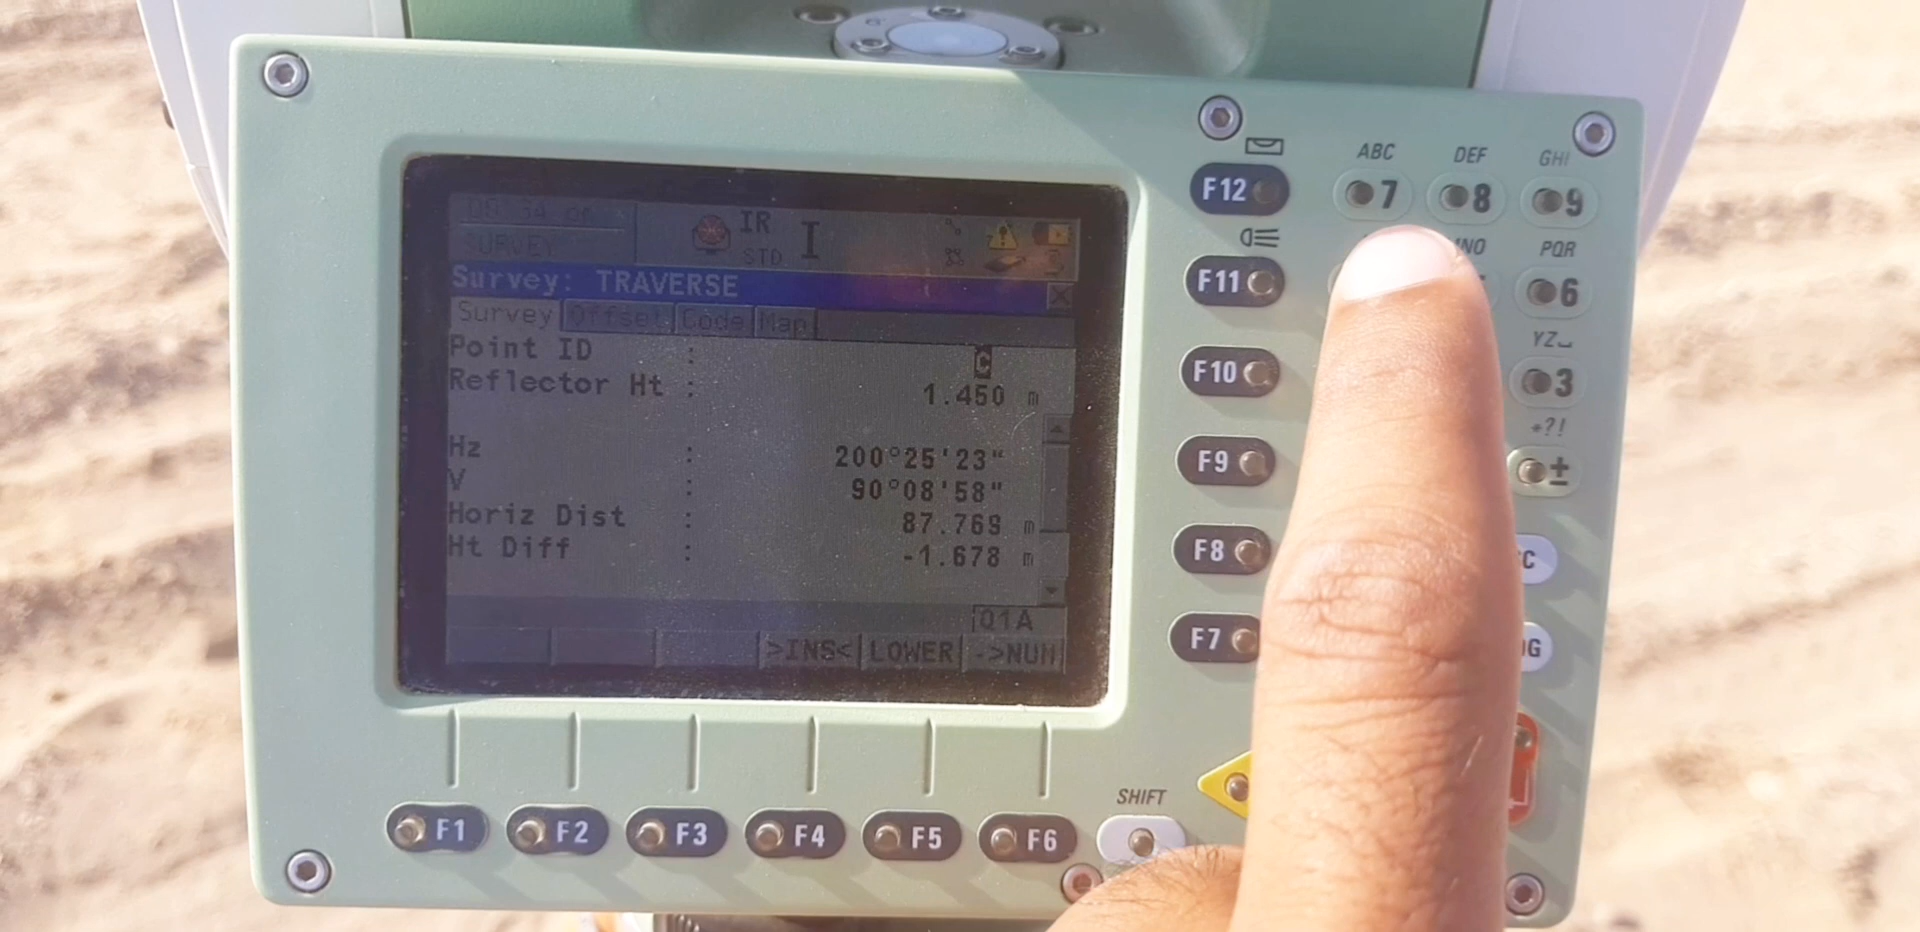 SURVEY
IR
STD
I
Survey: TRAVERSE
Survey Offset Code Map
Point ID : C
Reflector Ht : 1.450 m
Hz : 200°25'23"
V : 90°08'58"
Horiz Dist : 87.769 m
Ht Diff : -1.678 m
Q1A
>INS< LOWER ->NUM
F1 F2 F3 F4 F5 F6
SHIFT
F12
F11
F10
F9
F8
F7
ABC DEF GHI
7 8 9
MNO PQR
6
YZ
3
*?!
±